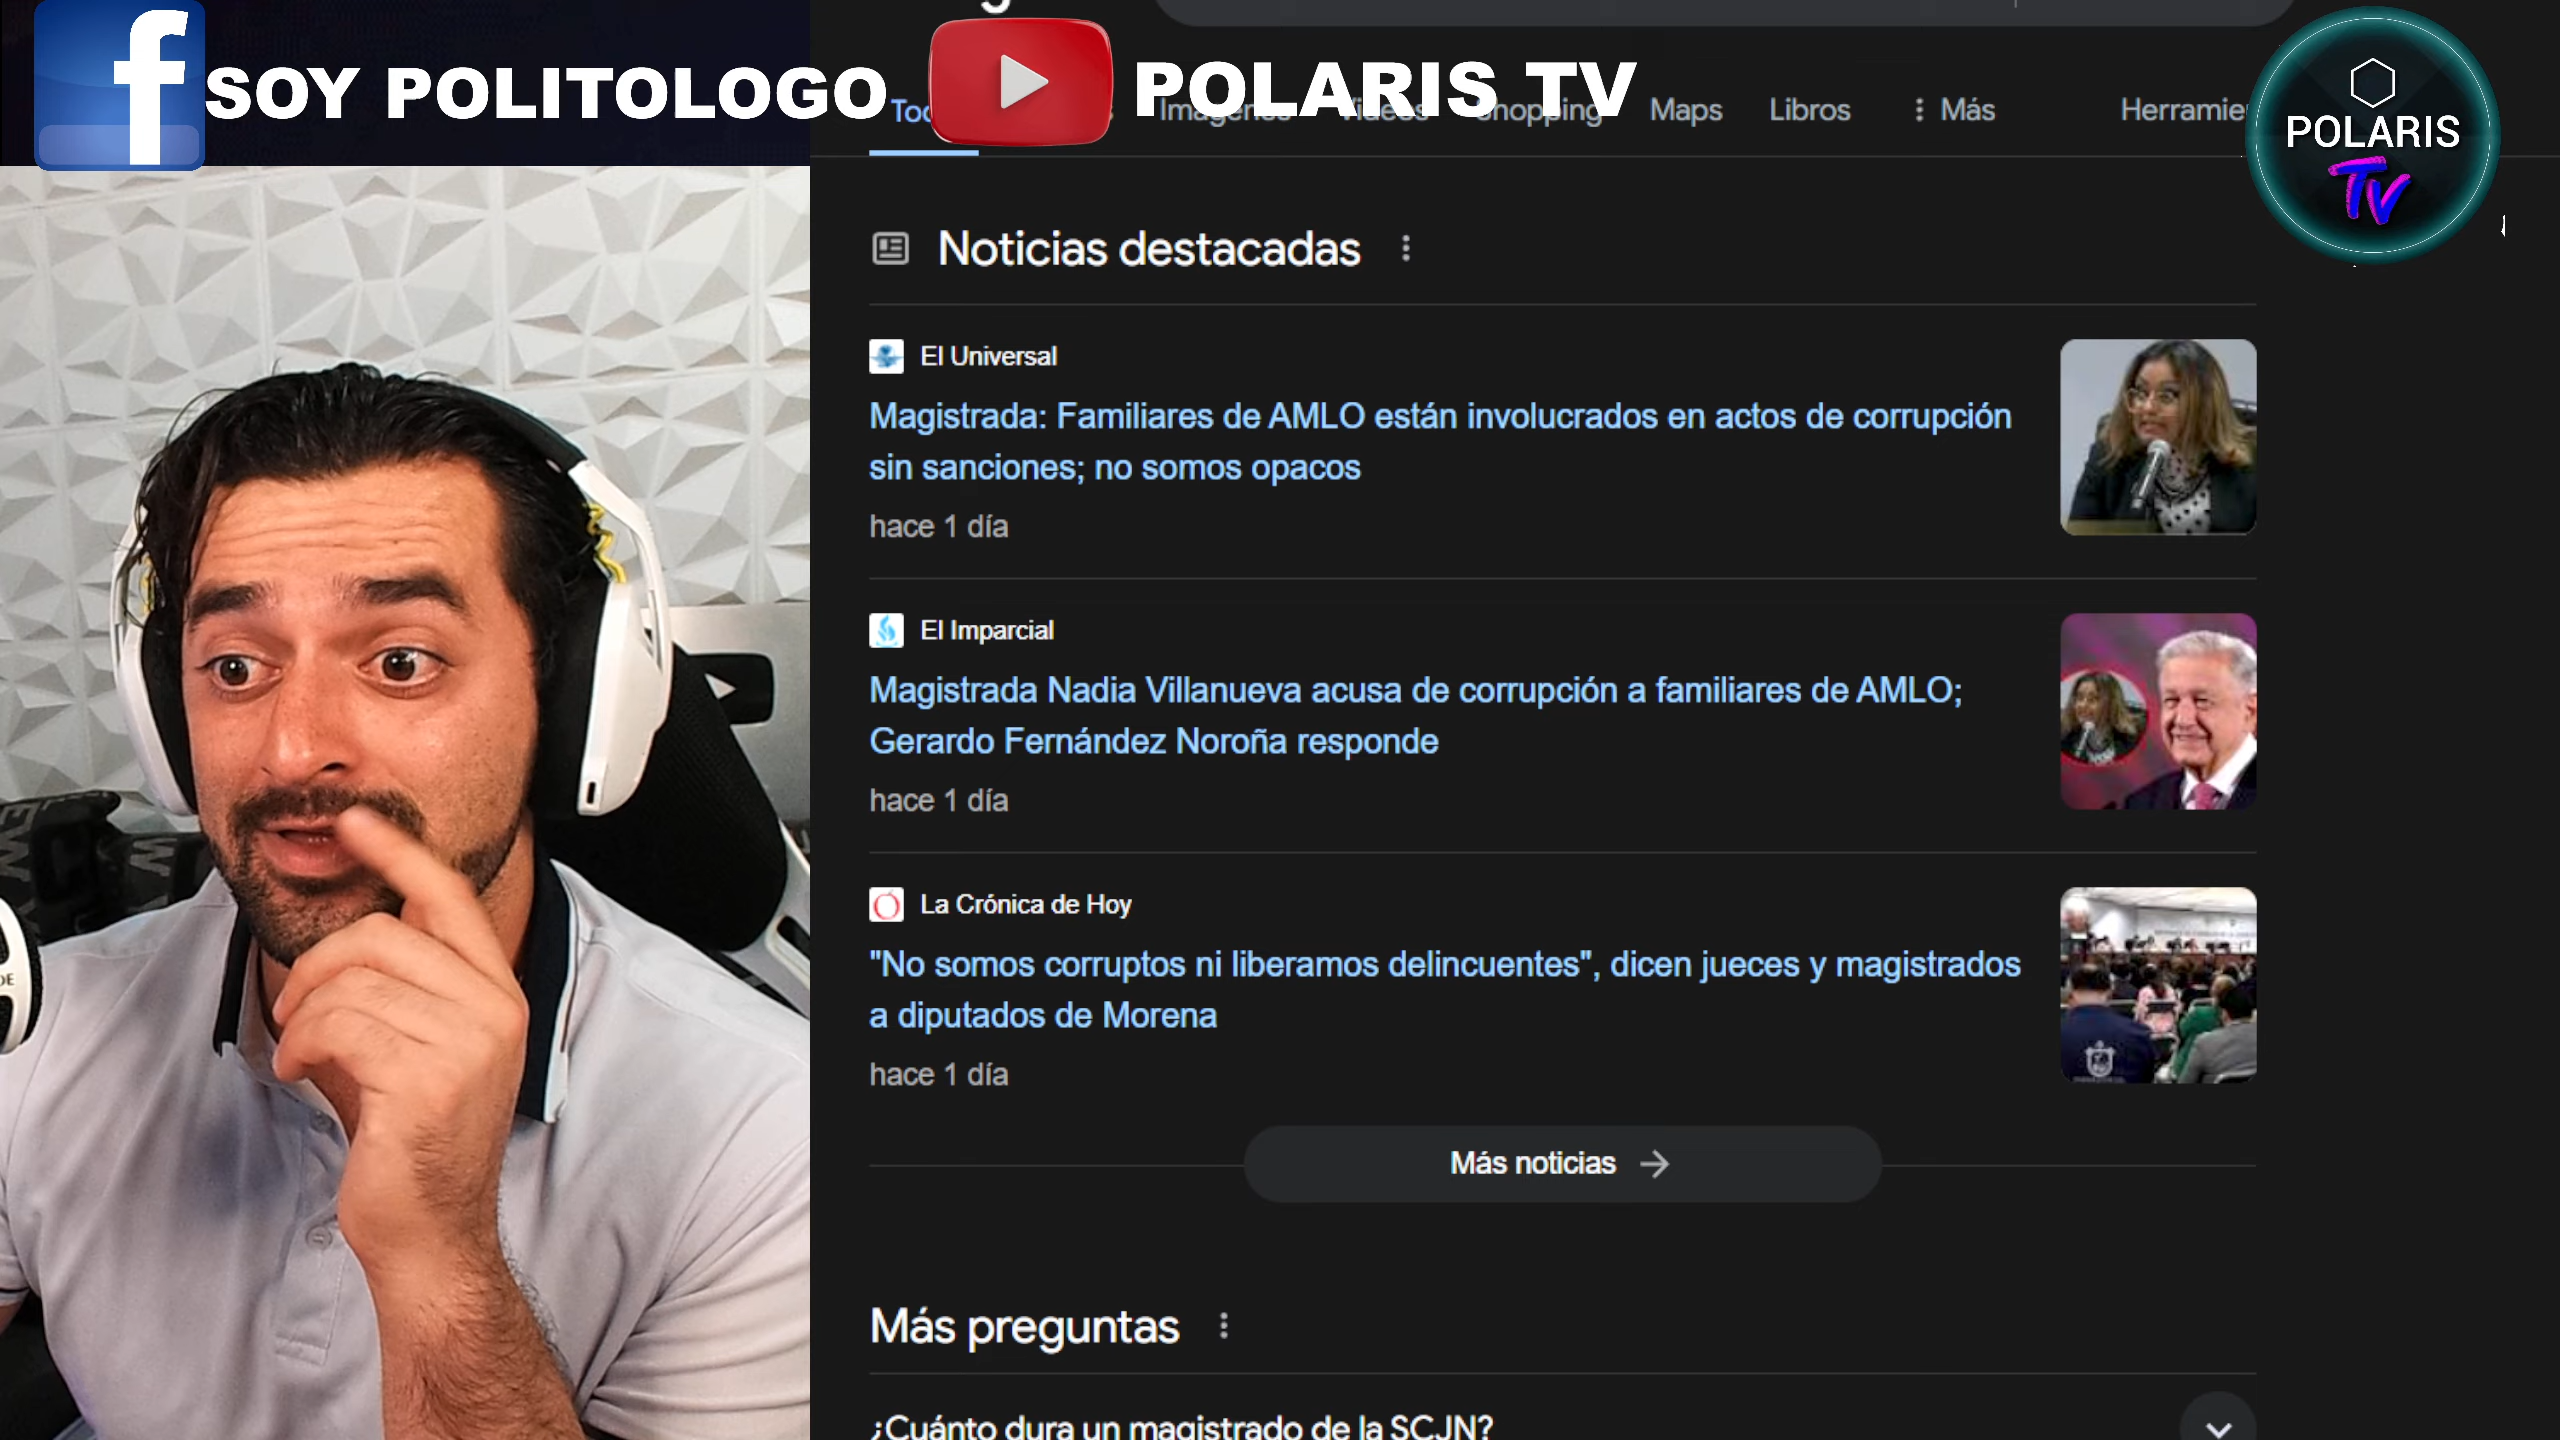 SOY POLITOLOGO
POLARIS TV
Imágenes
Videos
Shopping
Maps
Libros
Más
POLARIS
TV
Noticias destacadas
El Universal
Magistrada: Familiares de AMLO están involucrados en actos de corrupción
sin sanciones; no somos opacos
hace 1 día
El Imparcial
Magistrada Nadia Villanueva acusa de corrupción a familiares de AMLO;
Gerardo Fernández Noroña responde
hace 1 día
La Crónica de Hoy
"No somos corruptos ni liberamos delincuentes", dicen jueces y magistrados
a diputados de Morena
hace 1 día
Más noticias
Más preguntas
¿Cuánto dura un magistrado de la SCJN?